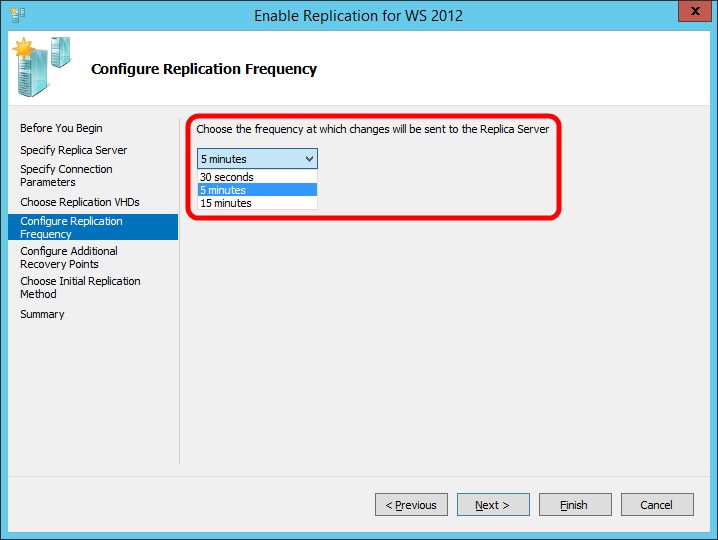 Enable Replication for WS 2012
x
Configure Replication Frequency
Before You Begin
Specify Replica Server
Specify Connection
Parameters
Choose Replication VHDs
Configure Replication
Frequency
Configure Additional
Recovery Points
Choose Initial Replication
Method
Summary
Choose the frequency at which changes will be sent to the Replica Server
5 minutes
30 seconds
5 minutes
15 minutes
< Previous
Next >
Finish
Cancel